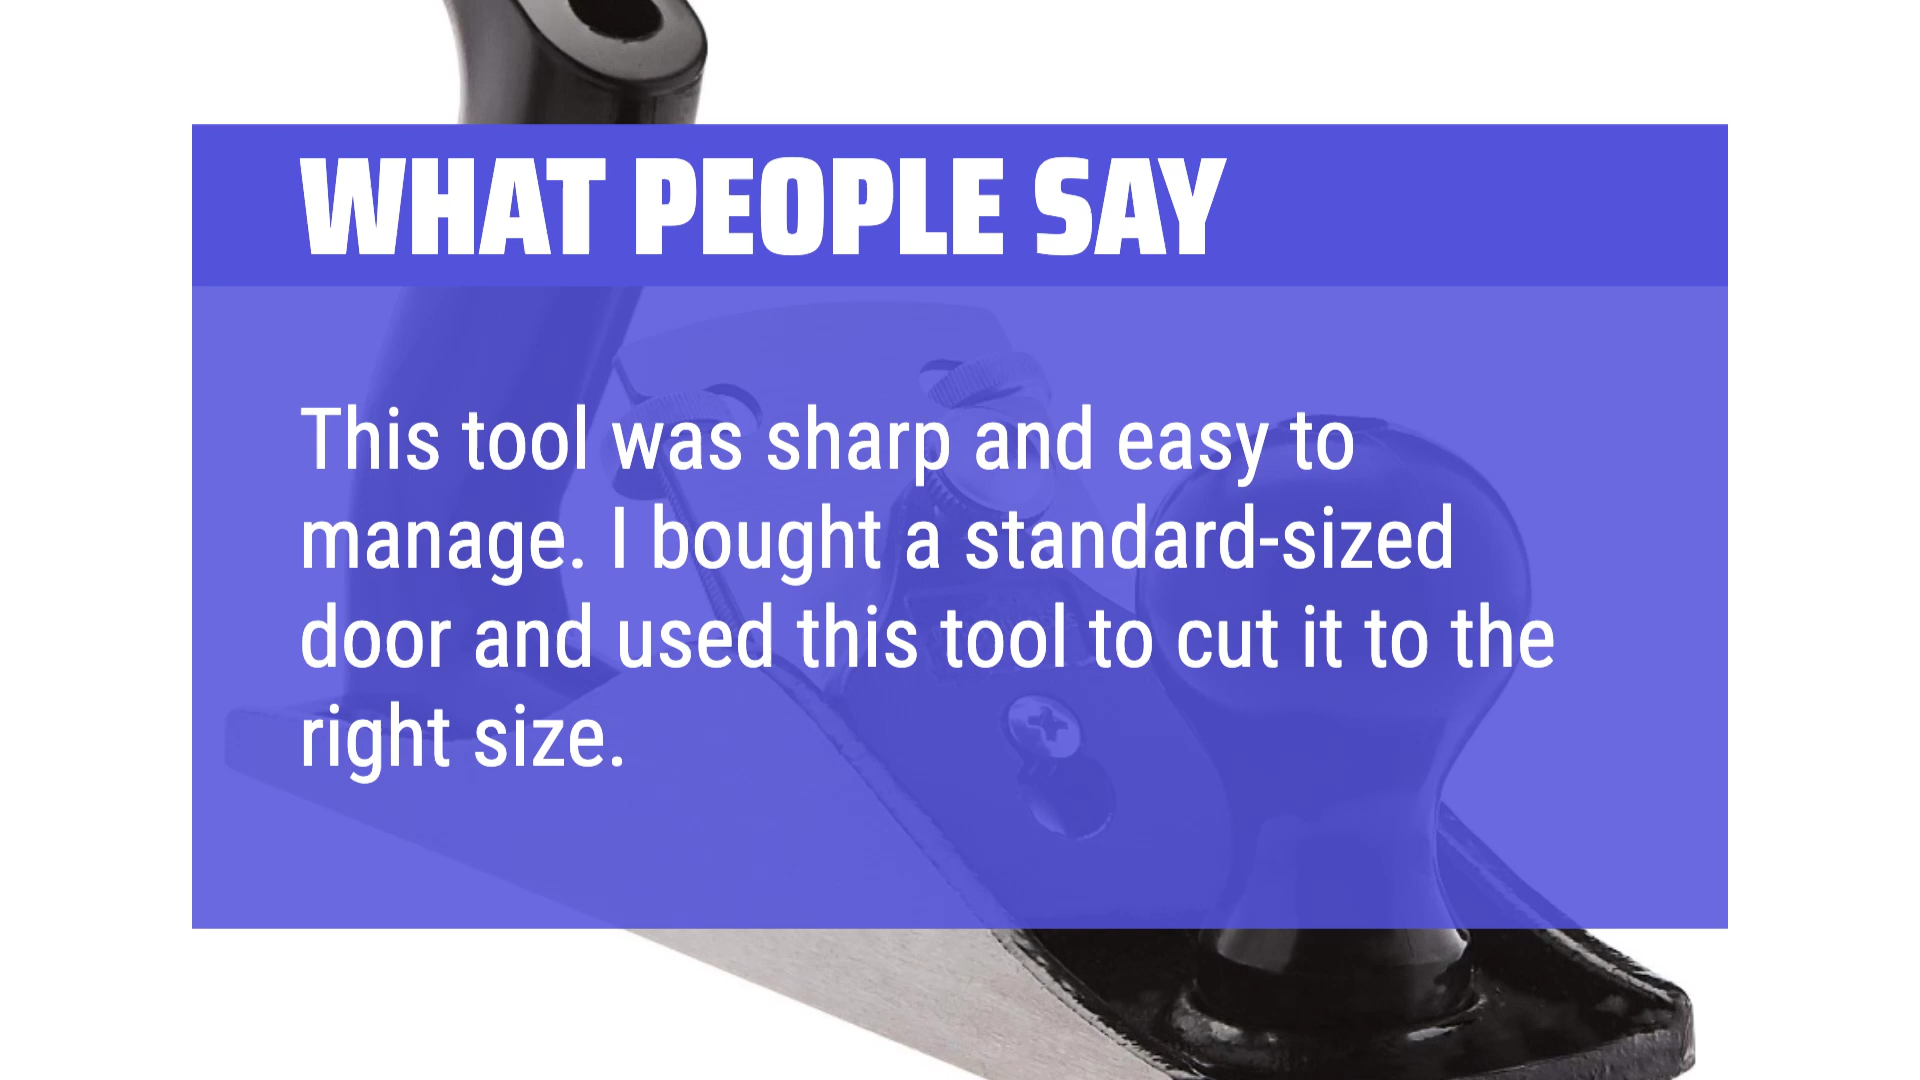 WHAT PEOPLE SAY
This tool was sharp and easy to
manage. I bought a standard-sized
door and used this tool to cut it to the
right size.